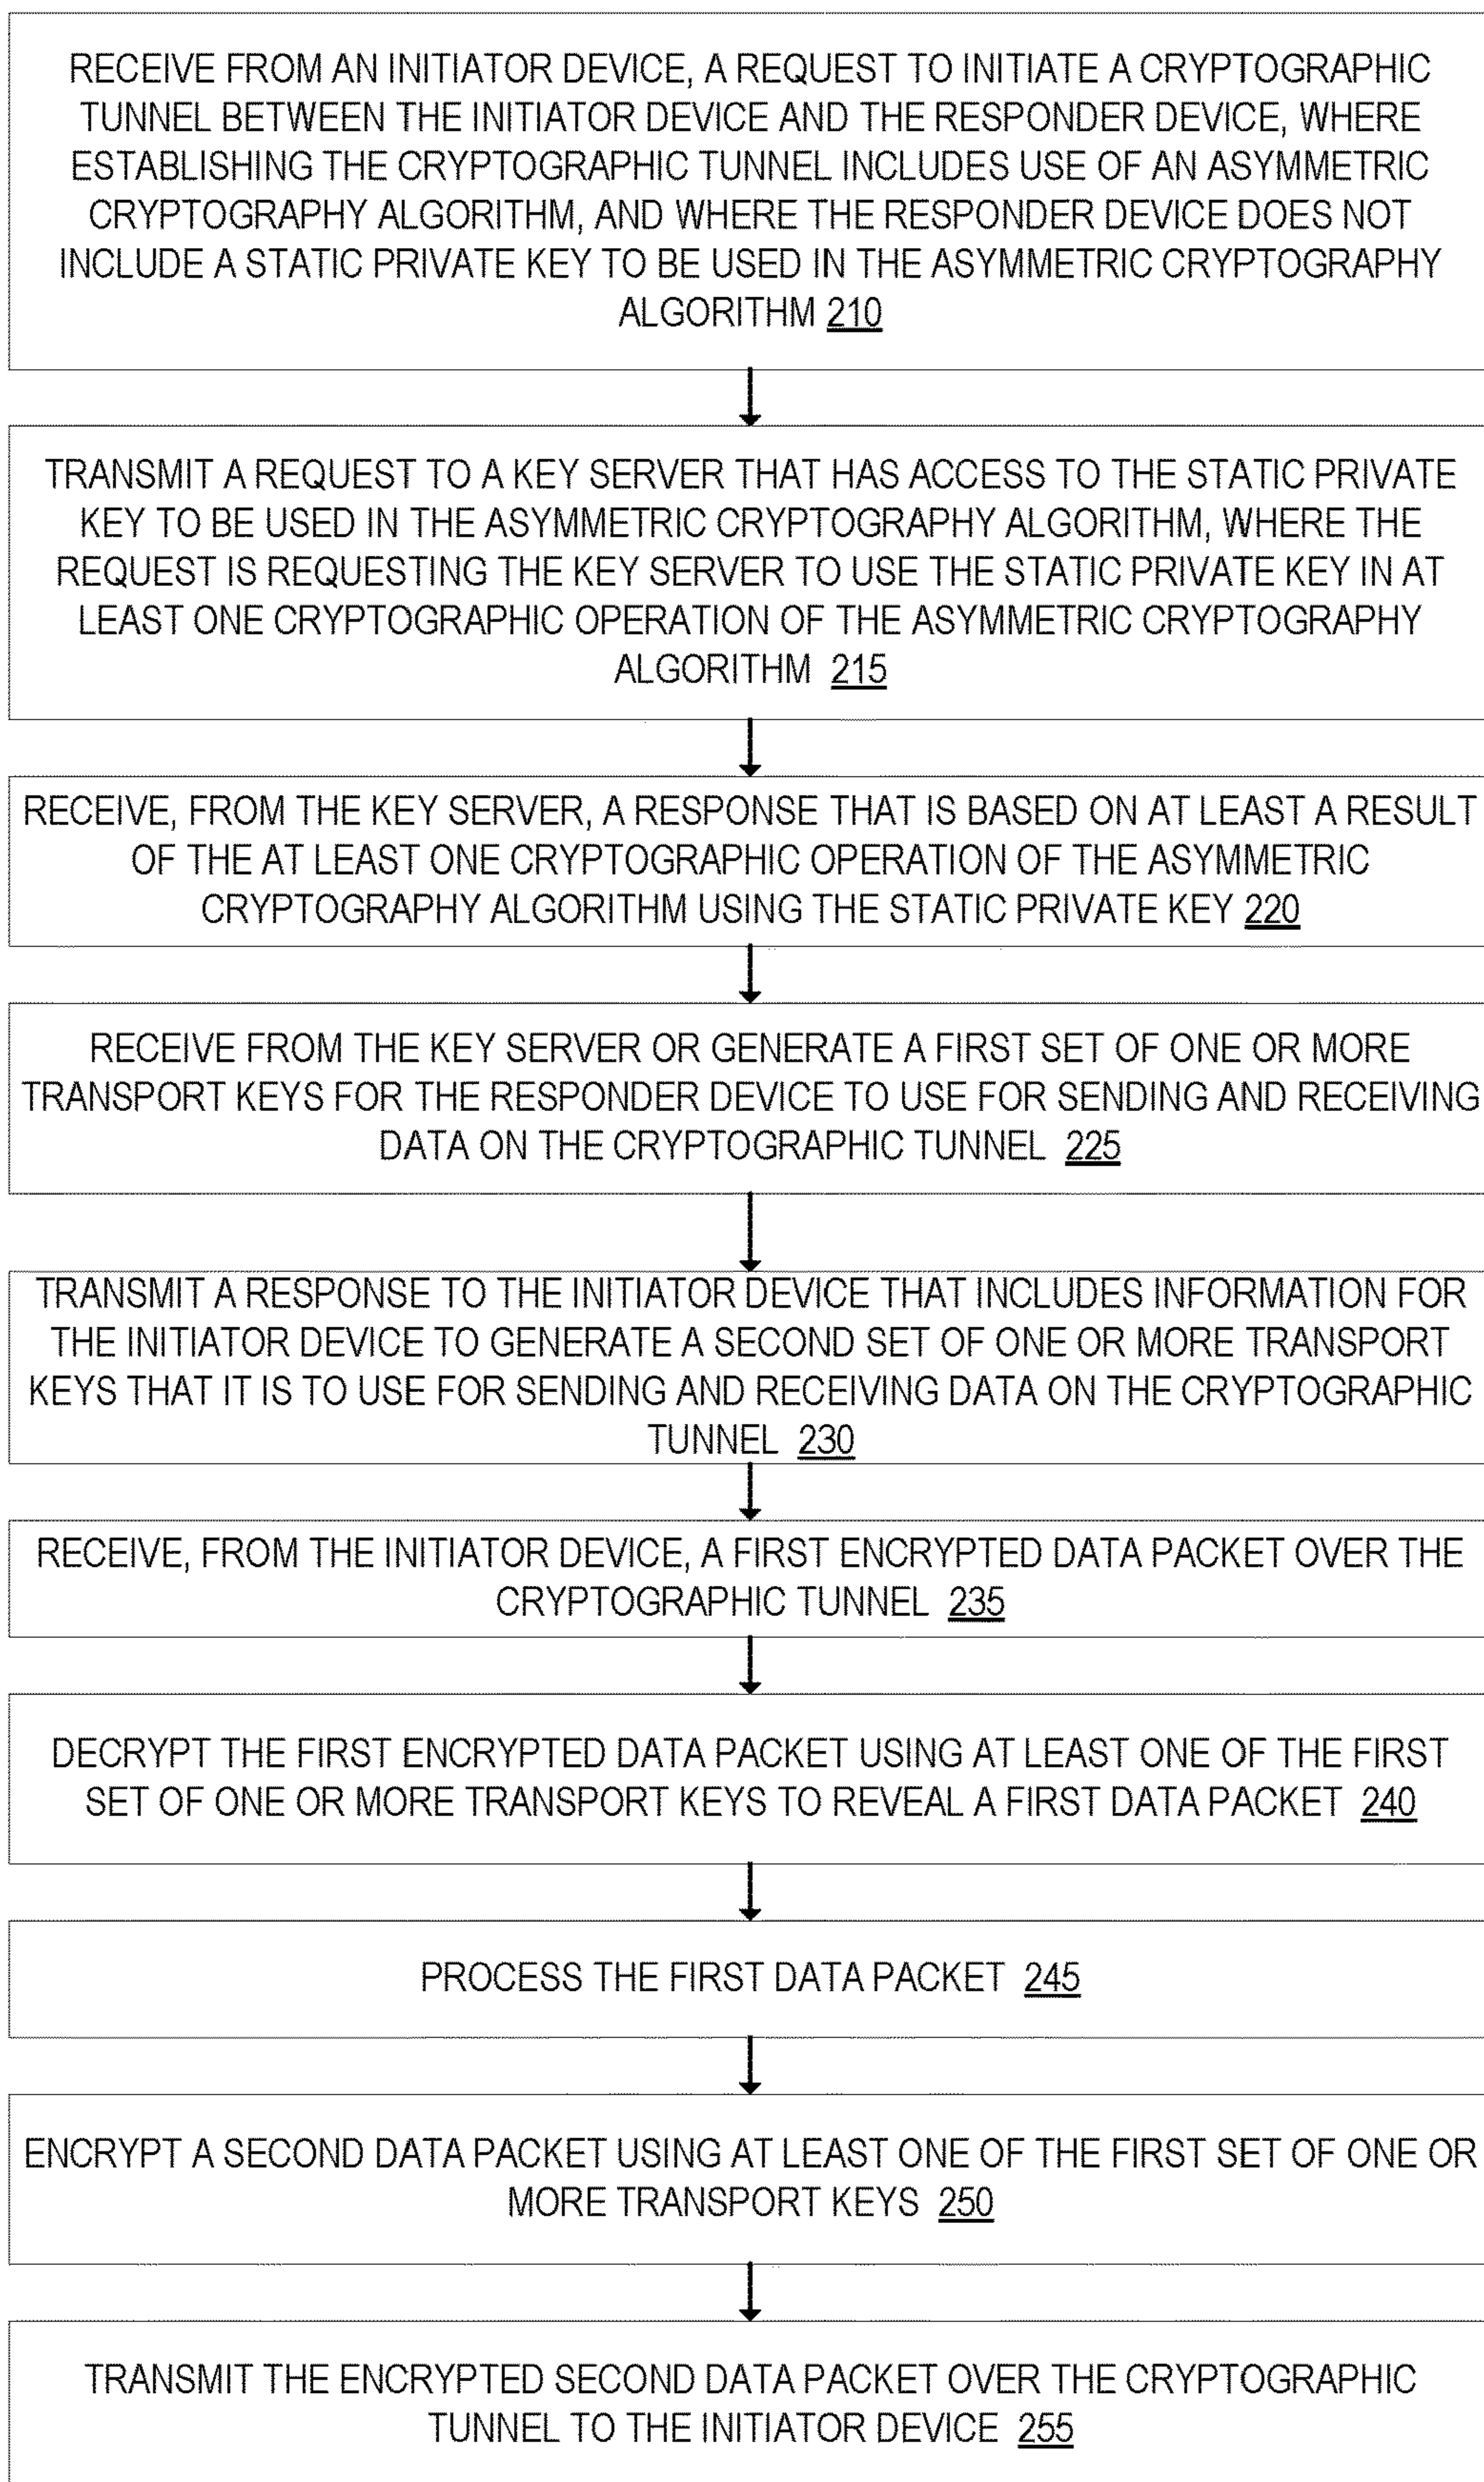 RECEIVE FROM AN INITIATOR DEVICE, A REQUEST TO INITIATE A CRYPTOGRAPHIC
TUNNEL BETWEEN THE INITIATOR DEVICE AND THE RESPONDER DEVICE, WHERE
ESTABLISHING THE CRYPTOGRAPHIC TUNNEL INCLUDES USE OF AN ASYMMETRIC
CRYPTOGRAPHY ALGORITHM, AND WHERE THE RESPONDER DEVICE DOES NOT
INCLUDE A STATIC PRIVATE KEY TO BE USED IN THE ASYMMETRIC CRYPTOGRAPHY
ALGORITHM 210
TRANSMIT A REQUEST TO A KEY SERVER THAT HAS ACCESS TO THE STATIC PRIVATE
KEY TO BE USED IN THE ASYMMETRIC CRYPTOGRAPHY ALGORITHM, WHERE THE
REQUEST IS REQUESTING THE KEY SERVER TO USE THE STATIC PRIVATE KEY IN AT
LEAST ONE CRYPTOGRAPHIC OPERATION OF THE ASYMMETRIC CRYPTOGRAPHY
ALGORITHM 215
RECEIVE, FROM THE KEY SERVER, A RESPONSE THAT IS BASED ON AT LEAST A RESULT
OF THE AT LEAST ONE CRYPTOGRAPHIC OPERATION OF THE ASYMMETRIC
CRYPTOGRAPHY ALGORITHM USING THE STATIC PRIVATE KEY 220
RECEIVE FROM THE KEY SERVER OR GENERATE A FIRST SET OF ONE OR MORE
TRANSPORT KEYS FOR THE RESPONDER DEVICE TO USE FOR SENDING AND RECEIVING
DATA ON THE CRYPTOGRAPHIC TUNNEL 225
TRANSMIT A RESPONSE TO THE INITIATOR DEVICE THAT INCLUDES INFORMATION FOR
THE INITIATOR DEVICE TO GENERATE A SECOND SET OF ONE OR MORE TRANSPORT
KEYS THAT IT IS TO USE FOR SENDING AND RECEIVING DATA ON THE CRYPTOGRAPHIC
TUNNEL 230
RECEIVE, FROM THE INITIATOR DEVICE, A FIRST ENCRYPTED DATA PACKET OVER THE
CRYPTOGRAPHIC TUNNEL 235
DECRYPT THE FIRST ENCRYPTED DATA PACKET USING AT LEAST ONE OF THE FIRST
SET OF ONE OR MORE TRANSPORT KEYS TO REVEAL A FIRST DATA PACKET 240
PROCESS THE FIRST DATA PACKET 245
ENCRYPT A SECOND DATA PACKET USING AT LEAST ONE OF THE FIRST SET OF ONE OR
MORE TRANSPORT KEYS 250
TRANSMIT THE ENCRYPTED SECOND DATA PACKET OVER THE CRYPTOGRAPHIC
TUNNEL TO THE INITIATOR DEVICE 255